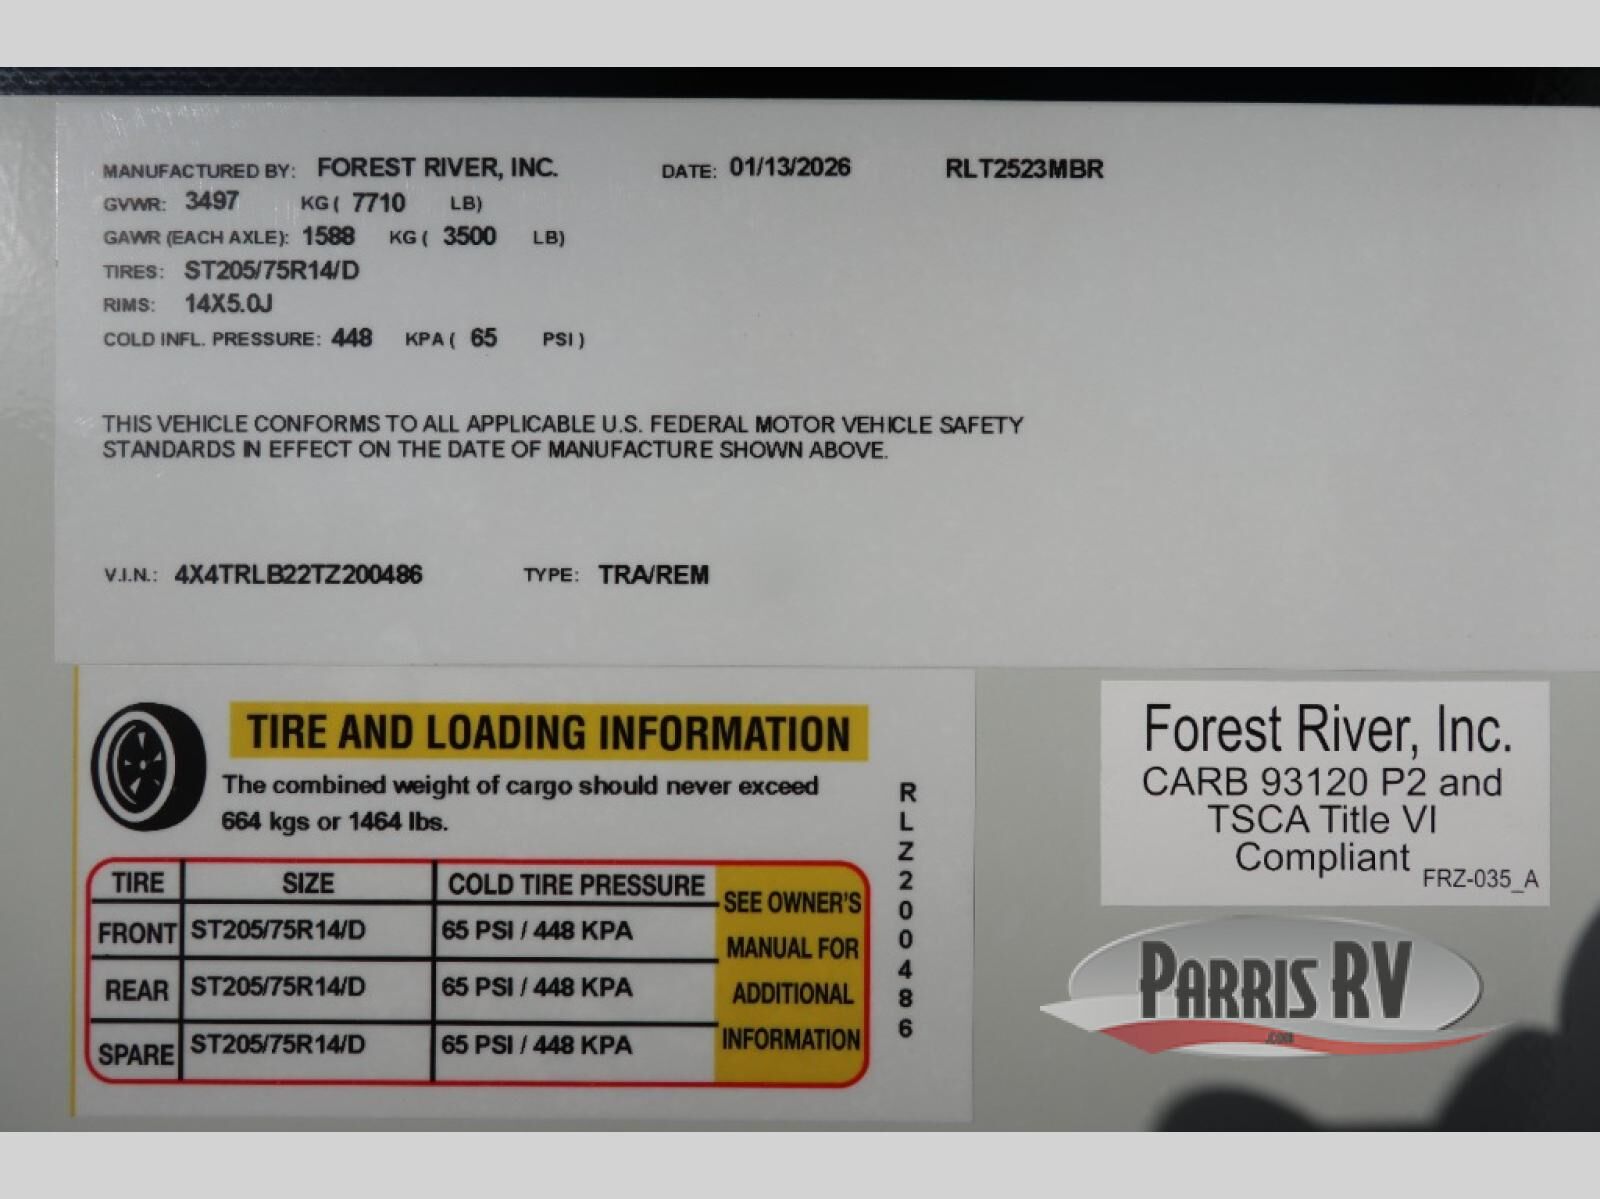 MANUFACTURED BY: FOREST RIVER, INC. DATE: 01/13/2026 RLT2523MBR
GVWR: 3497 KG ( 7710 LB)
GAWR (EACH AXLE): 1588 KG ( 3500 LB)
TIRES: ST205/75R14/D
RIMS: 14X5.0J
COLD INFL. PRESSURE: 448 KPA ( 65 PSI )
THIS VEHICLE CONFORMS TO ALL APPLICABLE U.S. FEDERAL MOTOR VEHICLE SAFETY
STANDARDS IN EFFECT ON THE DATE OF MANUFACTURE SHOWN ABOVE.
V.I.N.: 4X4TRLB22TZ200486 TYPE: TRA/REM
TIRE AND LOADING INFORMATION
The combined weight of cargo should never exceed
664 kgs or 1464 lbs.
TIRE SIZE COLD TIRE PRESSURE
FRONT ST205/75R14/D 65 PSI / 448 KPA
REAR ST205/75R14/D 65 PSI / 448 KPA
SPARE ST205/75R14/D 65 PSI / 448 KPA
SEE OWNER'S
MANUAL FOR
ADDITIONAL
INFORMATION
RLZ200486
Forest River, Inc.
CARB 93120 P2 and
TSCA Title VI
Compliant FRZ-035_A
PARRIS RV
.COM